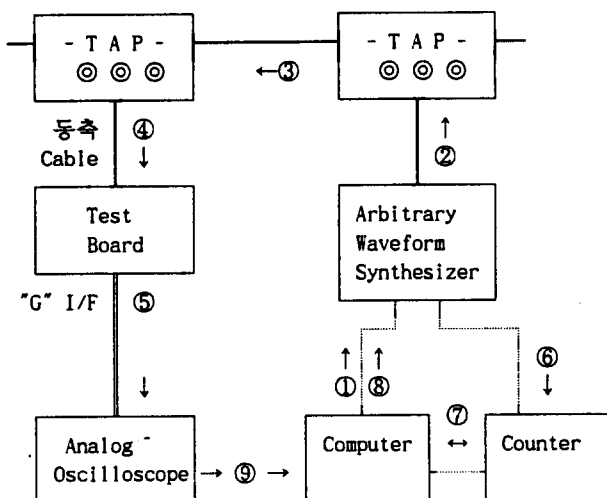 - T A P -
◎ ◎ ◎
- T A P -
◎ ◎ ◎
←③
동축 ④
Cable ↓
↑
②
Test
Board
Arbitrary
Waveform
Synthesizer
"G" I/F ⑤
↓
↑ ↑
① ⑧
⑥
↓
⑦
↔
Analog
Oscilloscope
→ ⑨ →
Computer
Counter